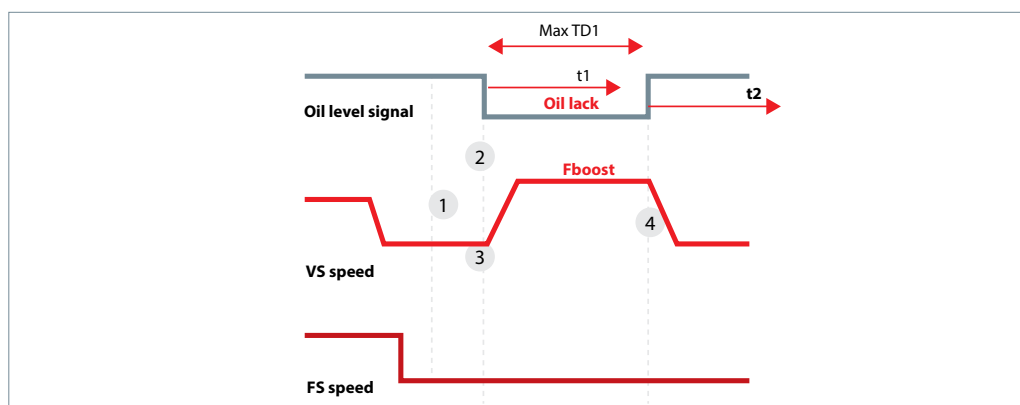 Max TD1
t1
t2
Oil lack
Oil level signal
2
Fboost
1
4
3
VS speed
FS speed